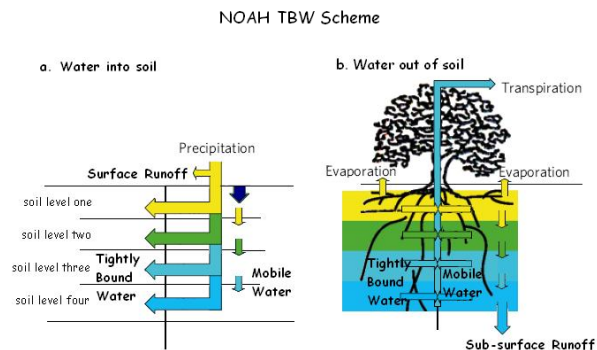 NOAH TBW Scheme
a. Water into soil
b. Water out of soil
Transpiration
Precipitation
Surface Runoff
Evaporation
Evaporation
soil level one
soil level two
soil level three
soil level four
Tightly
Bound
Water
Mobile
Water
Tightly
Bound
Water
Mobile
Water
Sub-surface Runoff